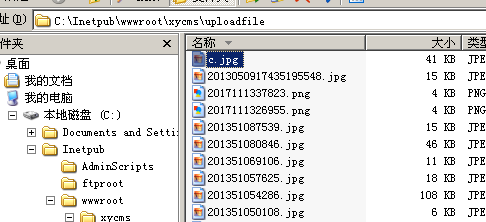 址(D) C:\Inetpub\wwwroot\xycms\uploadfile
件夹
桌面
我的文档
我的电脑
本地磁盘 (C:)
Documents and Setti
Inetpub
AdminScripts
ftproot
wwwroot
xycms
名称 大小 类型
c.jpg 41 KB JPE
2013050917435195548.jpg 15 KB JPE
2017111337823.png 4 KB PNG
2017111326955.png 4 KB PNG
201351087539.jpg 15 KB JPE
201351080846.jpg 46 KB JPE
201351069106.jpg 11 KB JPE
201351057625.jpg 18 KB JPE
201351054286.jpg 108 KB JPE
201351050108.jpg 6 KB JPE